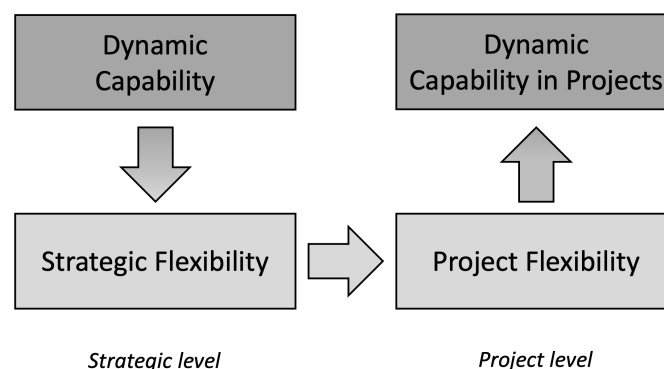 Dynamic
Capability
Dynamic
Capability in Projects
Strategic Flexibility
Project Flexibility
Strategic level
Project level